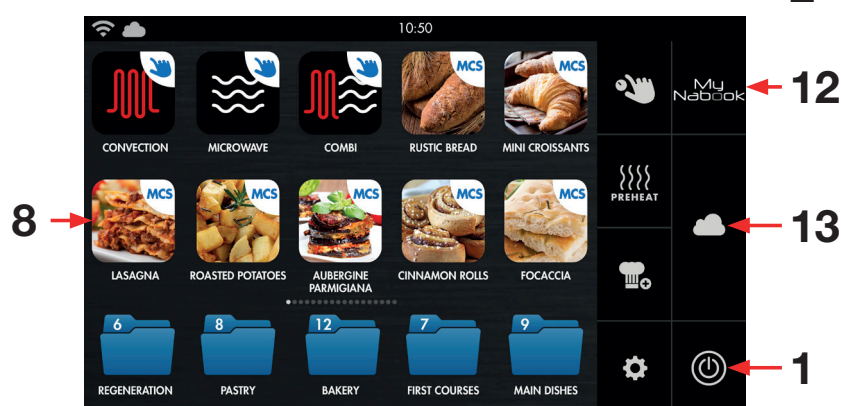 10:50
MCS MCS
CONVECTION MICROWAVE COMBI RUSTIC BREAD MINI CROISSANTS
My
Nabook
12
PREHEAT
MCS MCS MCS MCS MCS
8
13
LASAGNA ROASTED POTATOES AUBERGINE CINNAMON ROLLS FOCACCIA
PARMIGIANA
6 8 12 7 9
REGENERATION PASTRY BAKERY FIRST COURSES MAIN DISHES
1